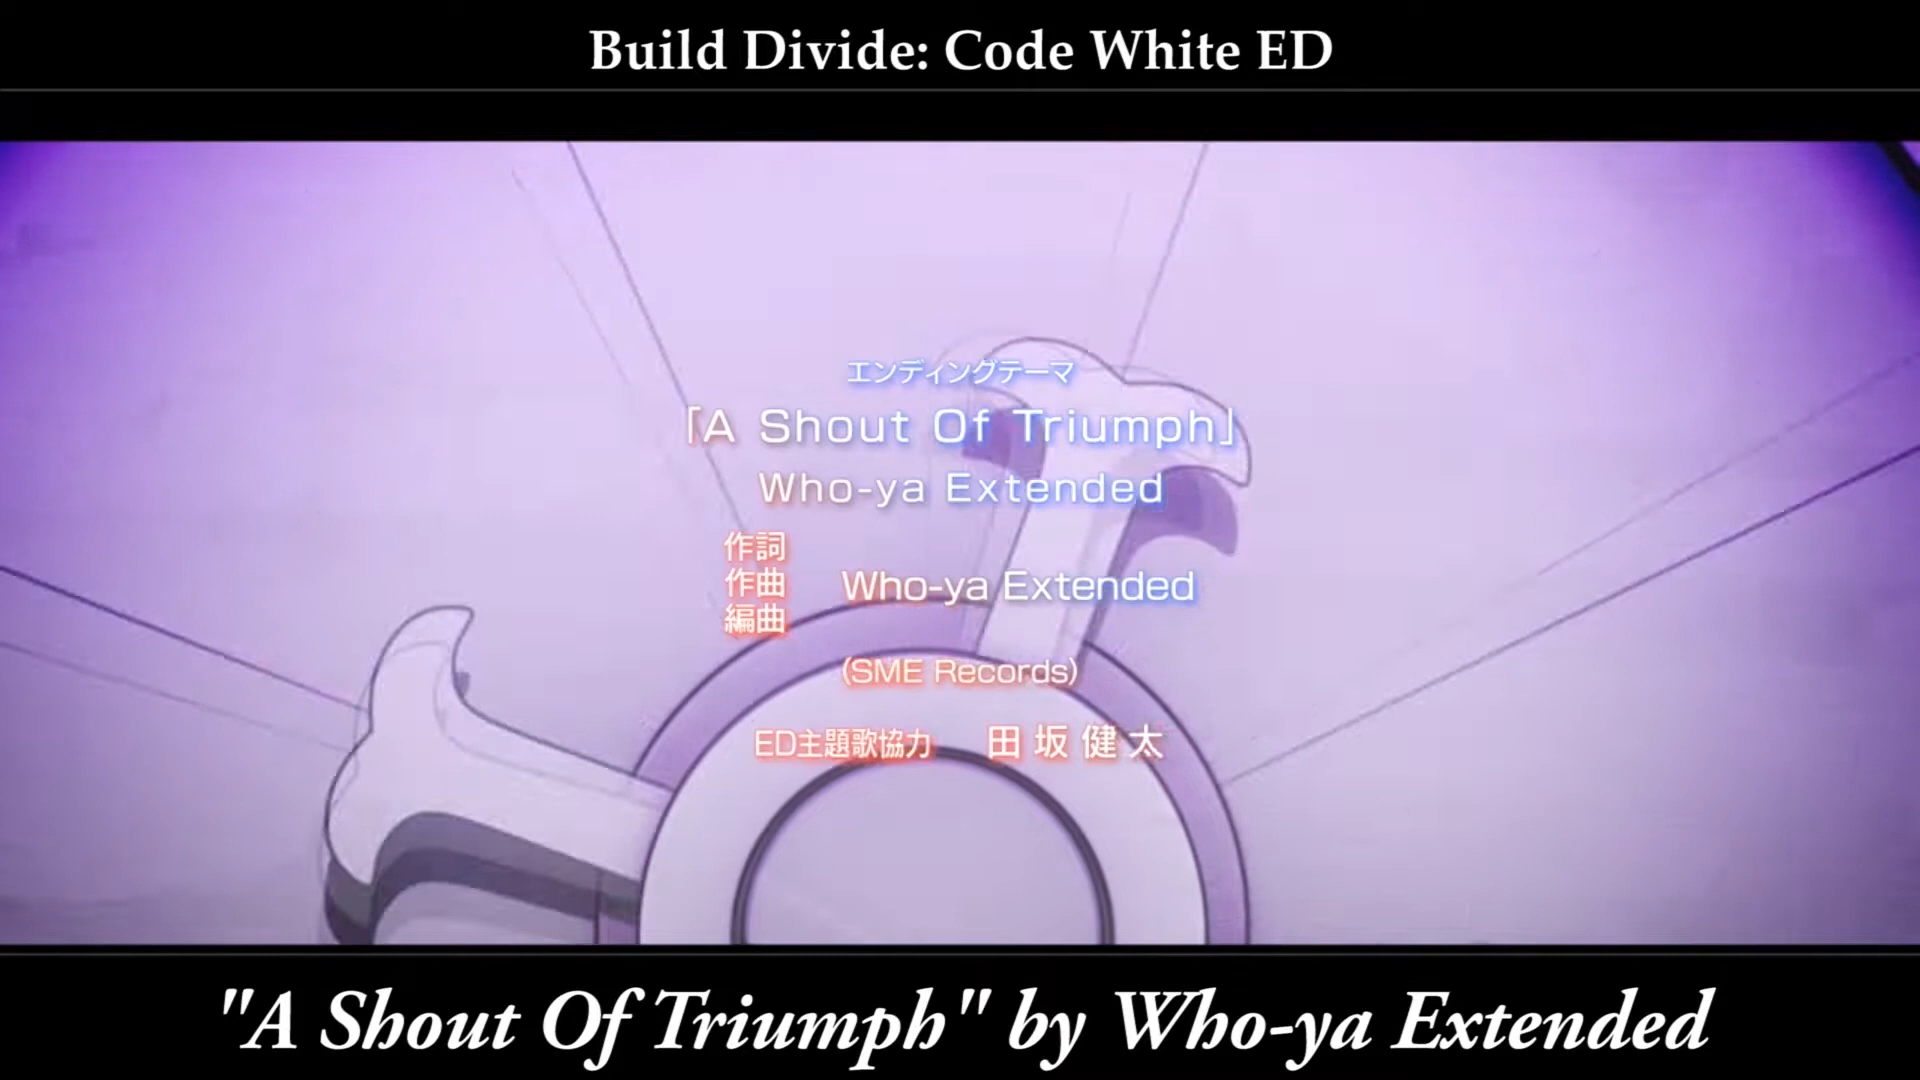 Build Divide: Code White ED
エンディングテーマ
「A Shout Of Triumph」
Who-ya Extended
作詞
作曲
編曲
Who-ya Extended
(SME Records)
ED主題歌協力 田坂健太
"A Shout Of Triumph" by Who-ya Extended